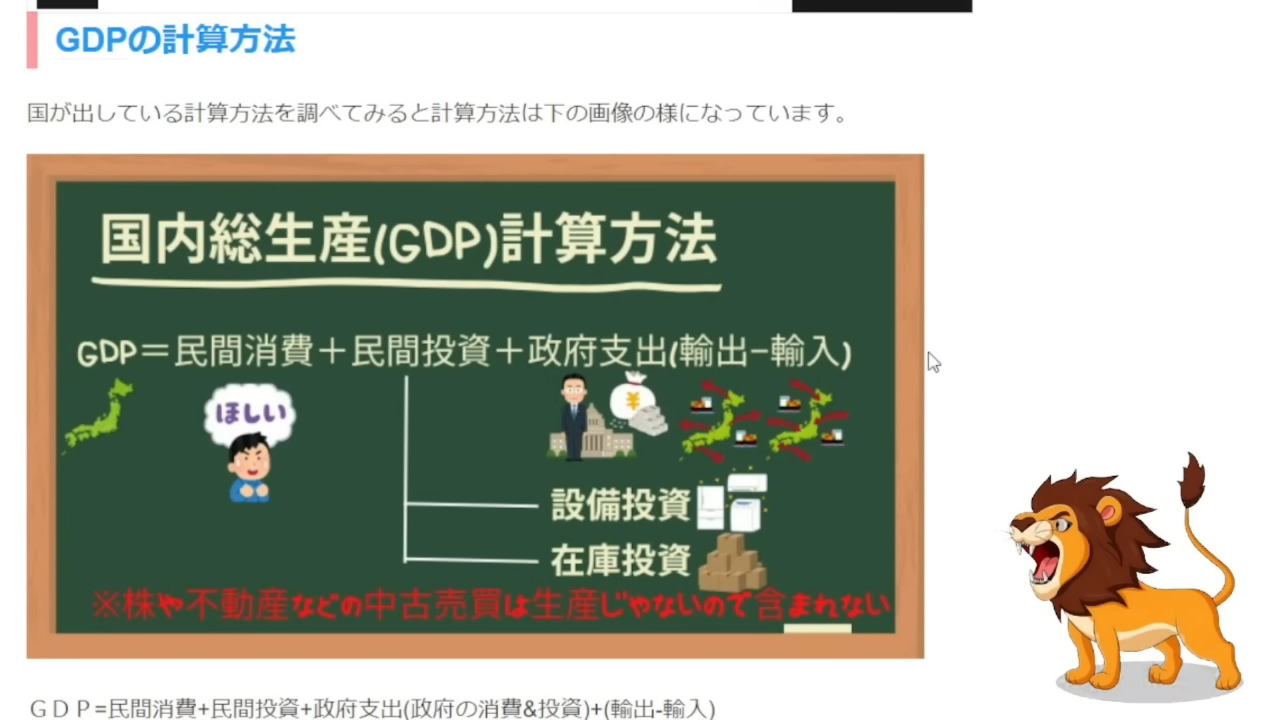 GDPの計算方法
国が出している計算方法を調べてみると計算方法は下の画像の様になっています。
国内総生産(GDP)計算方法
GDP＝民間消費＋民間投資＋政府支出(輸出−輸入)
ほしい
¥
設備投資
在庫投資
※株や不動産などの中古売買は生産じゃないので含まれない
ＧＤＰ=民間消費+民間投資+政府支出(政府の消費&投資)+(輸出-輸入)